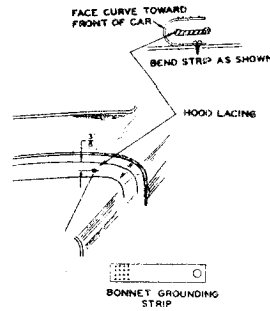 FACE CURVE TOWARD
FRONT OF CAR
BEND STRIP AS SHOWN
HOOD LACING
3
8
BONNET GROUNDING
STRIP